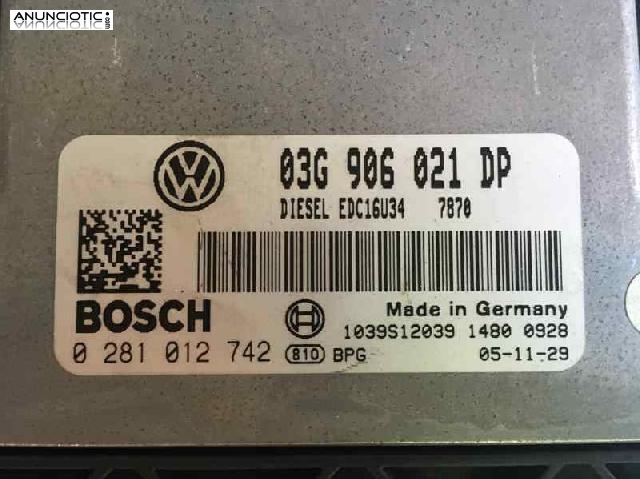 ANUNCIOTIC.com
03G 906 021 DP
DIESEL EDC16U34 7870
BOSCH
Made in Germany
1039S12039 1480 0928
0 281 012 742 810 BPG 05-11-29